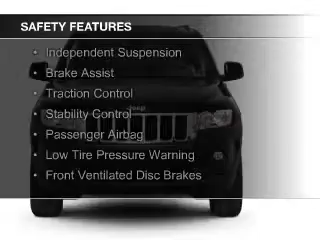 SAFETY FEATURES
• Independent Suspension
• Brake Assist
• Traction Control
• Stability Control
Jeep
• Passenger Airbag
• Low Tire Pressure Warning
• Front Ventilated Disc Brakes